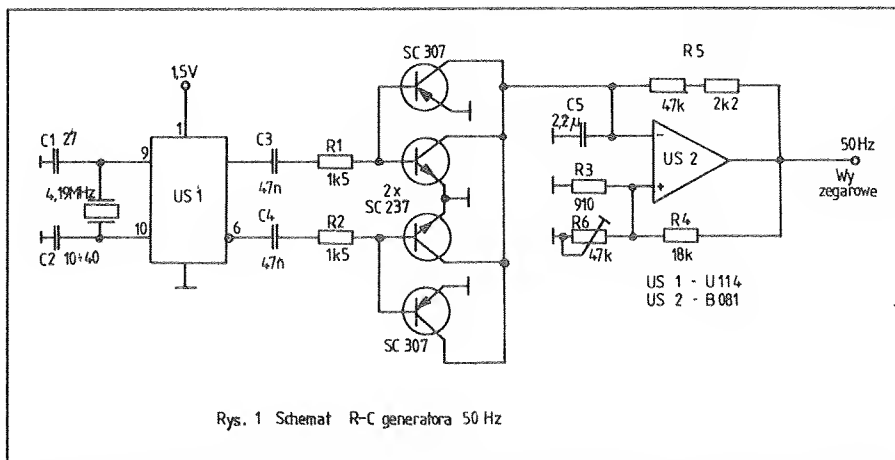 SC 307
R 5
1,5V
47k
2k2
C5
2,2µ
1
C1 27
C3
R1
50Hz
9
US 2
Wy
zegarowe
4,19MHz
US 1
47n
1k5
2x
SC 237
R3
910
10
6
C4
R2
R6
R4
C2 10÷40
47n
1k5
47k
18k
US 1 - U114
US 2 - B081
SC 307
Rys. 1 Schemat R-C generatora 50 Hz